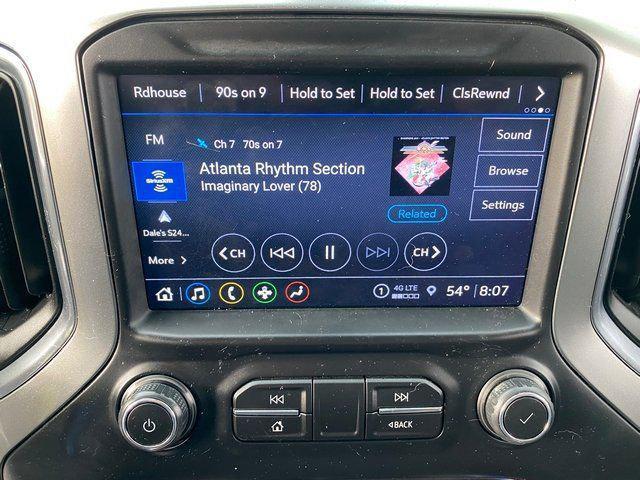 Rdhouse 90s on 9 Hold to Set Hold to Set ClsRewnd
FM
Ch 7 70s on 7
Sound
SiriusXM
Atlanta Rhythm Section
Imaginary Lover (78)
Browse
Related
Settings
Dale's S24...
More
CH CH
1 4G LTE 54° 8:07
BACK